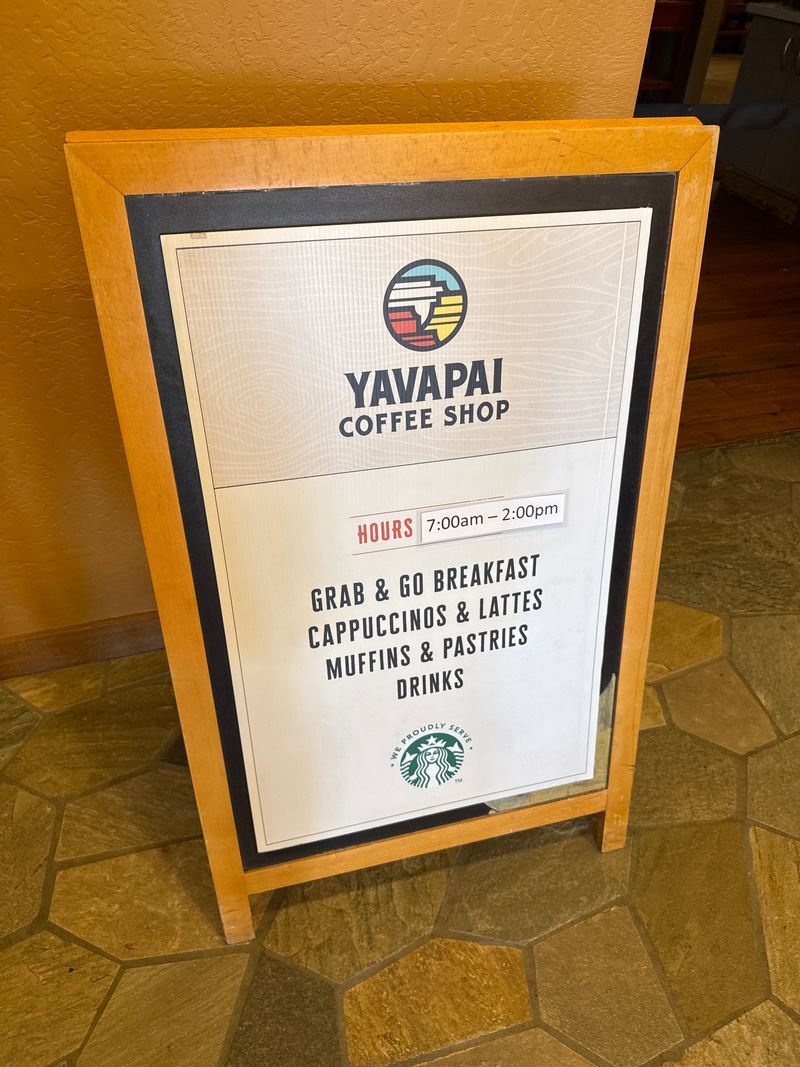 YAVAPAI
COFFEE SHOP
HOURS 7:00am – 2:00pm
GRAB & GO BREAKFAST
CAPPUCCINOS & LATTES
MUFFINS & PASTRIES
DRINKS
• WE PROUDLY SERVE •
TM